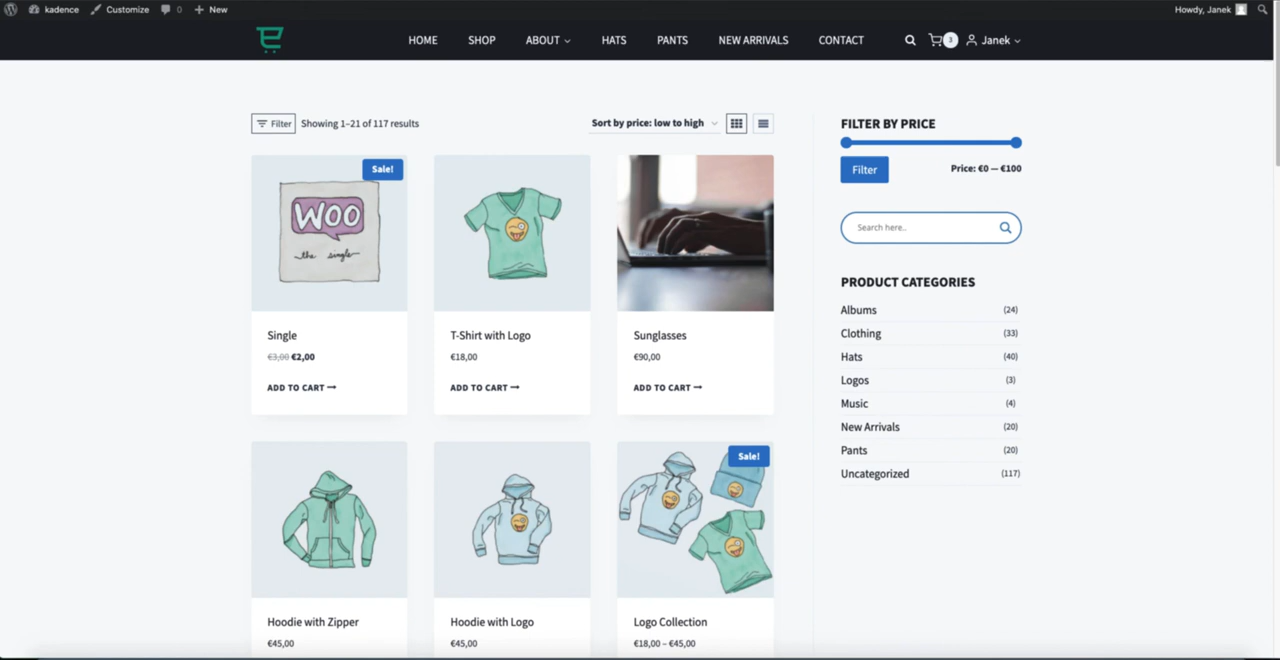 kadence Customize 0 New Howdy, Janek
HOME SHOP ABOUT HATS PANTS NEW ARRIVALS CONTACT 3 Janek
Filter Showing 1–21 of 117 results Sort by price: low to high
Sale!
WOO
the single
Single
€3,00 €2,00
ADD TO CART
T-Shirt with Logo
€18,00
ADD TO CART
Sunglasses
€90,00
ADD TO CART
Hoodie with Zipper
€45,00
Hoodie with Logo
€45,00
Sale!
Logo Collection
€18,00 – €45,00
FILTER BY PRICE
Filter Price: €0 — €100
Search here..
PRODUCT CATEGORIES
Albums (24)
Clothing (33)
Hats (40)
Logos (3)
Music (4)
New Arrivals (20)
Pants (20)
Uncategorized (117)